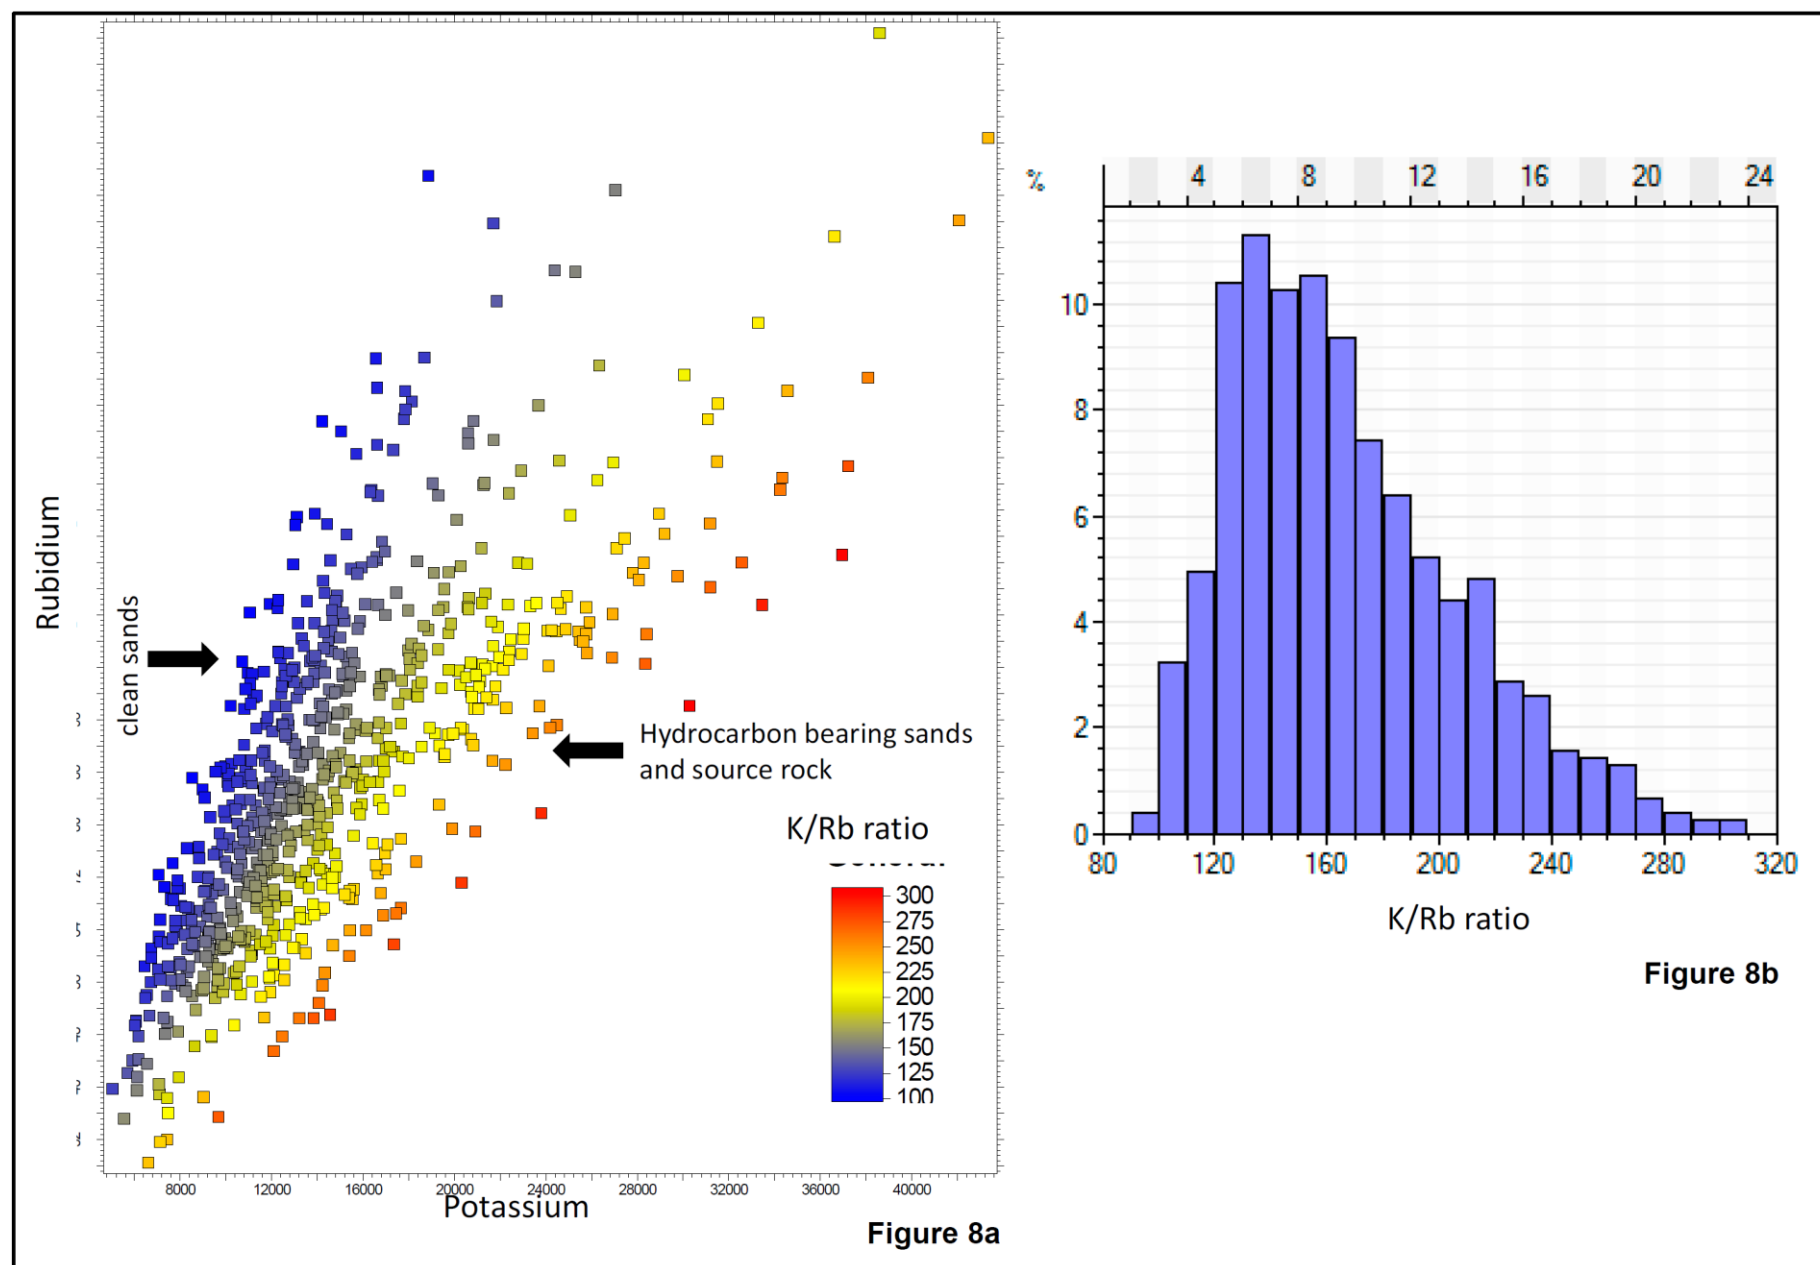 Rubidium
clean sands
Hydrocarbon bearing sands
and source rock
K/Rb ratio
300
275
250
225
200
175
150
125
100
8000 12000 16000 20000 24000 28000 32000 36000 40000
Potassium
Figure 8a
% 4 8 12 16 20 24
10
8
6
4
2
0
80 120 160 200 240 280 320
K/Rb ratio
Figure 8b